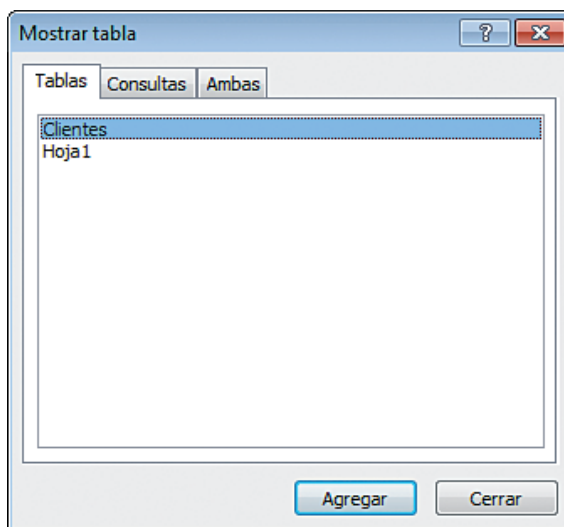 Mostrar tabla
Tablas Consultas Ambas
Clientes
Hoja1
Agregar Cerrar